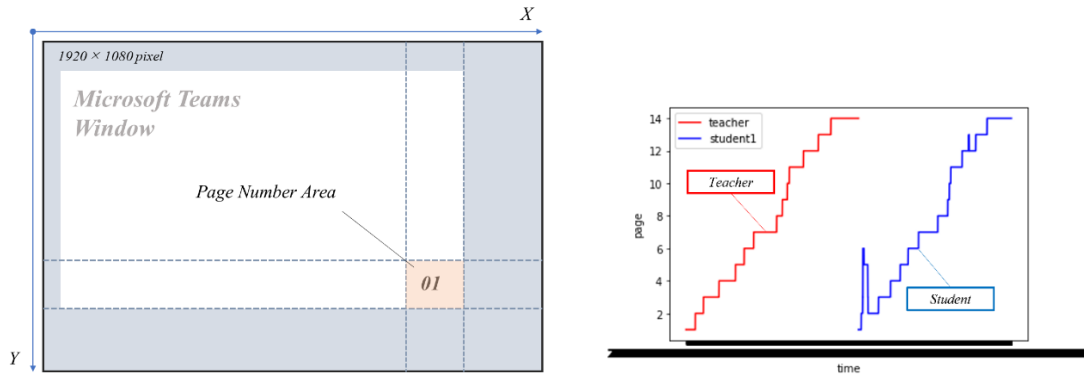 X
1920 × 1080 pixel
Microsoft Teams
Window
Page Number Area
01
Y
teacher
student1
14
12
10
8
6
4
2
page
Teacher
Student
time